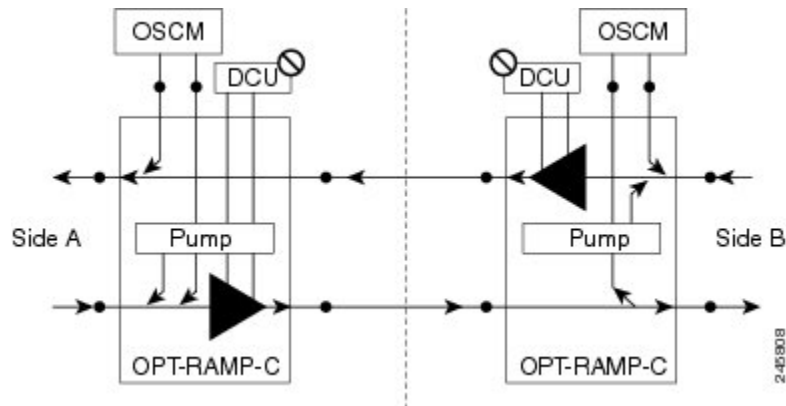 OSCM
OSCM
DCU
DCU
Side A
Pump
Pump
Side B
OPT-RAMP-C
OPT-RAMP-C
245808